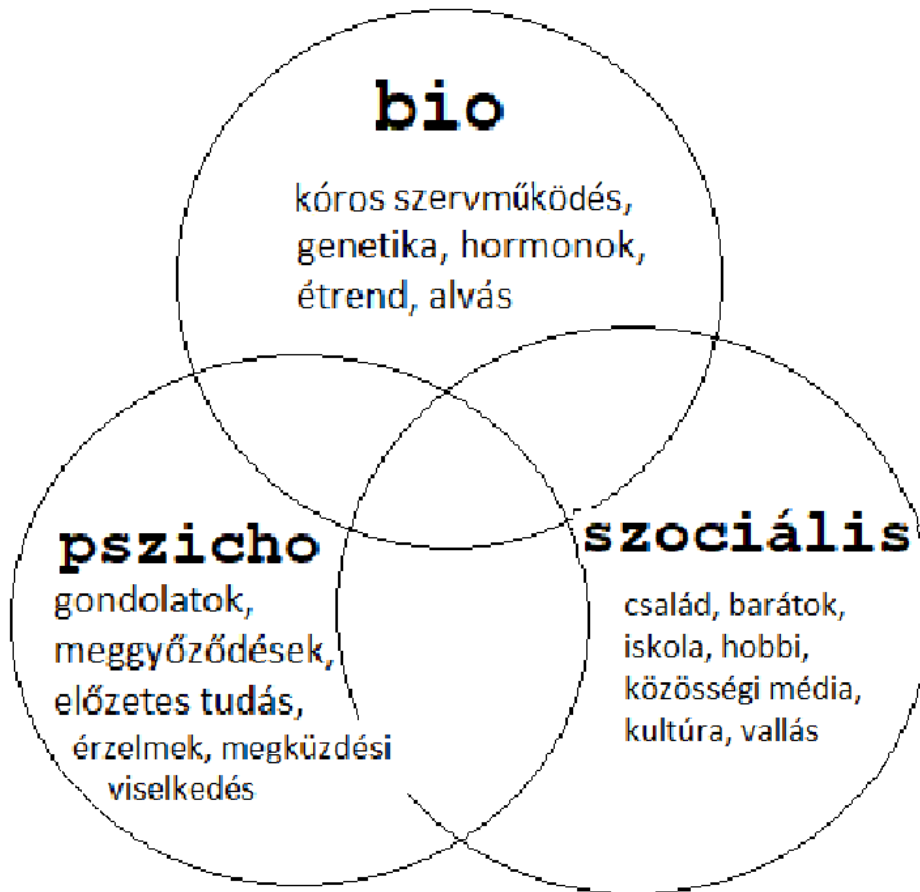 bio
kóros szervműködés,
genetika, hormonok,
étrend, alvás
pszicho
gondolatok,
meggyőződések,
előzetes tudás,
érzelmek, megküzdési
viselkedés
szociális
család, barátok,
iskola, hobbi,
közösségi média,
kultúra, vallás